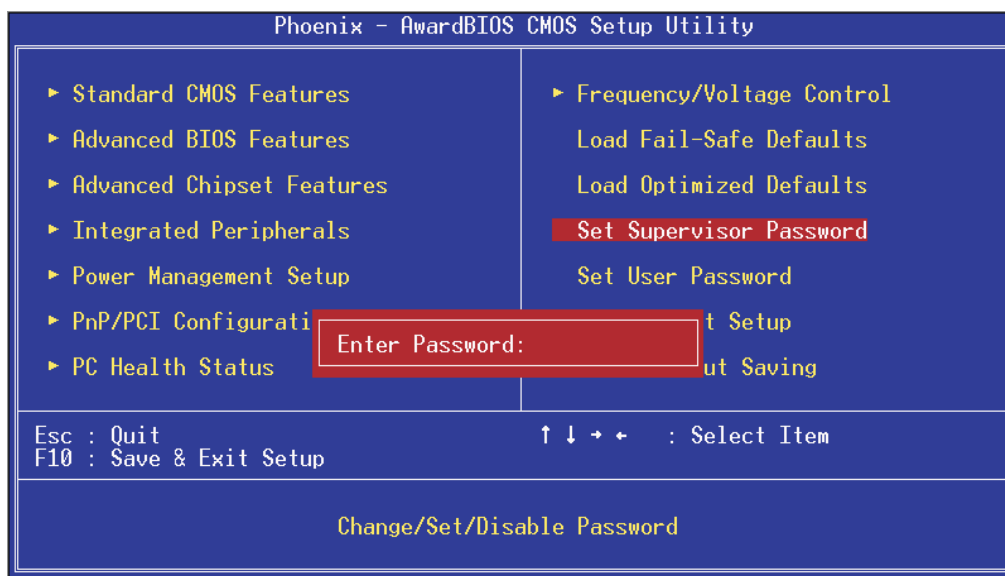 Phoenix - AwardBIOS CMOS Setup Utility
► Standard CMOS Features
► Advanced BIOS Features
► Advanced Chipset Features
► Integrated Peripherals
► Power Management Setup
► PnP/PCI Configurati
► PC Health Status
► Frequency/Voltage Control
Load Fail-Safe Defaults
Load Optimized Defaults
Set Supervisor Password
Set User Password
t Setup
ut Saving
Enter Password:
Esc : Quit
F10 : Save & Exit Setup
↑ ↓ → ← : Select Item
Change/Set/Disable Password